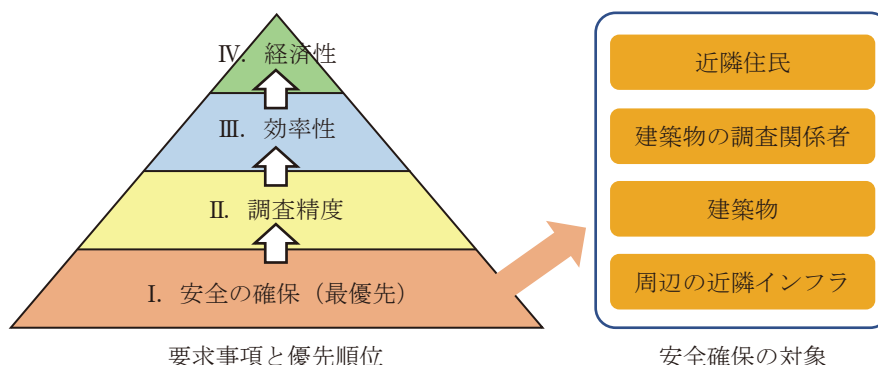 Ⅳ. 経済性
Ⅲ. 効率性
Ⅱ. 調査精度
Ⅰ. 安全の確保（最優先）
要求事項と優先順位
近隣住民
建築物の調査関係者
建築物
周辺の近隣インフラ
安全確保の対象